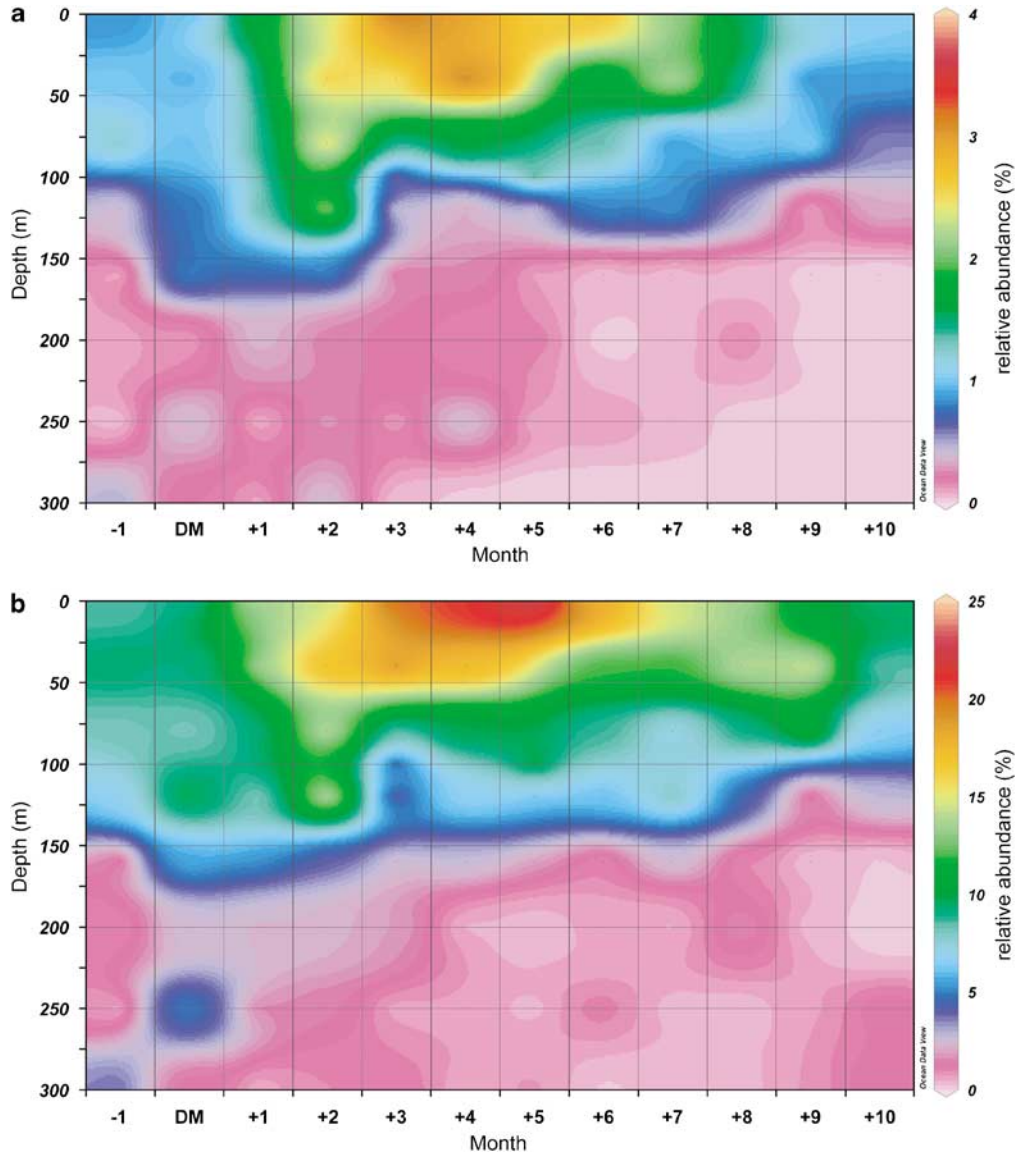 a
0
50
100
150
200
250
300
Depth (m)
-1 DM +1 +2 +3 +4 +5 +6 +7 +8 +9 +10
Month
4
3
2
1
0
relative abundance (%)
Ocean Data View
b
0
50
100
150
200
250
300
Depth (m)
-1 DM +1 +2 +3 +4 +5 +6 +7 +8 +9 +10
Month
25
20
15
10
5
0
relative abundance (%)
Ocean Data View